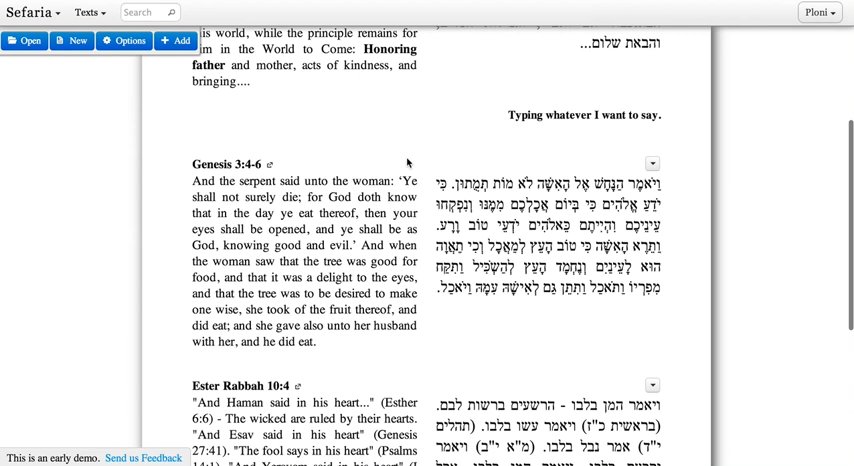 Sefaria
Texts
Search
Ploni
Open
New
Options
Add
his world, while the principle remains for
him in the World to Come: Honoring
father and mother, acts of kindness, and
bringing....
והבאת שלום...
Typing whatever I want to say.
Genesis 3:4-6
And the serpent said unto the woman: ‘Ye
shall not surely die; for God doth know
that in the day ye eat thereof, then your
eyes shall be opened, and ye shall be as
God, knowing good and evil.’ And when
the woman saw that the tree was good for
food, and that it was a delight to the eyes,
and that the tree was to be desired to make
one wise, she took of the fruit thereof, and
did eat; and she gave also unto her husband
with her, and he did eat.
וַיֹּאמֶר הַנָּחָשׁ אֶל הָאִשָּׁה לֹא מוֹת תְּמֻתוּן. כִּי
יֹדֵעַ אֱלֹהִים כִּי בְּיוֹם אֲכָלְכֶם מִמֶּנּוּ וְנִפְקְחוּ
עֵינֵיכֶם וִהְיִיתֶם כֵּאלֹהִים יֹדְעֵי טוֹב וָרָע.
וַתֵּרֶא הָאִשָּׁה כִּי טוֹב הָעֵץ לְמַאֲכָל וְכִי תַאֲוָה
הוּא לָעֵינַיִם וְנֶחְמָד הָעֵץ לְהַשְׂכִּיל וַתִּקַּח
מִפִּרְיוֹ וַתֹּאכַל וַתִּתֵּן גַּם לְאִישָׁהּ עִמָּהּ וַיֹּאכַל.
Ester Rabbah 10:4
"And Haman said in his heart..." (Esther
6:6) - The wicked are ruled by their hearts.
"And Esav said in his heart" (Genesis
27:41). "The fool says in his heart" (Psalms
14:1). "And Yeravam said in his heart" (I
ויאמר המן בלבו - הרשעים ברשות לבם.
(בראשית כ"ז) ויאמר עשו בלבו. (תהלים
י"ד) אמר נבל בלבו. (מ"א י"ב) ויאמר
This is an early demo. Send us Feedback